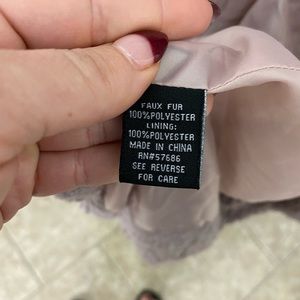 FAUX FUR
100%POLYESTER
LINING:
100%POLYESTER
MADE IN CHINA
RN#57686
SEE REVERSE
FOR CARE